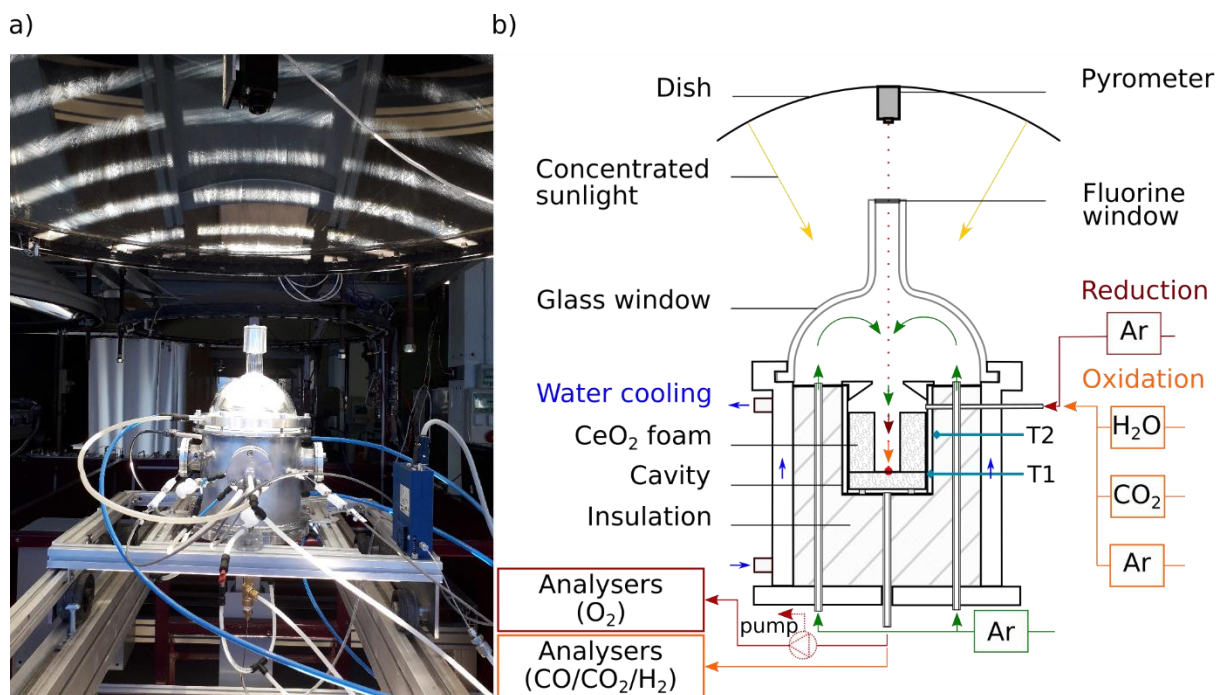 a)
b)
Dish
Pyrometer
Concentrated
sunlight
Fluorine
window
Glass window
Reduction
Ar
Water cooling
Oxidation
CeO₂ foam
H₂O
T2
Cavity
T1
CO₂
Insulation
Ar
Analysers
(O₂)
pump
Ar
Analysers
(CO/CO₂/H₂)